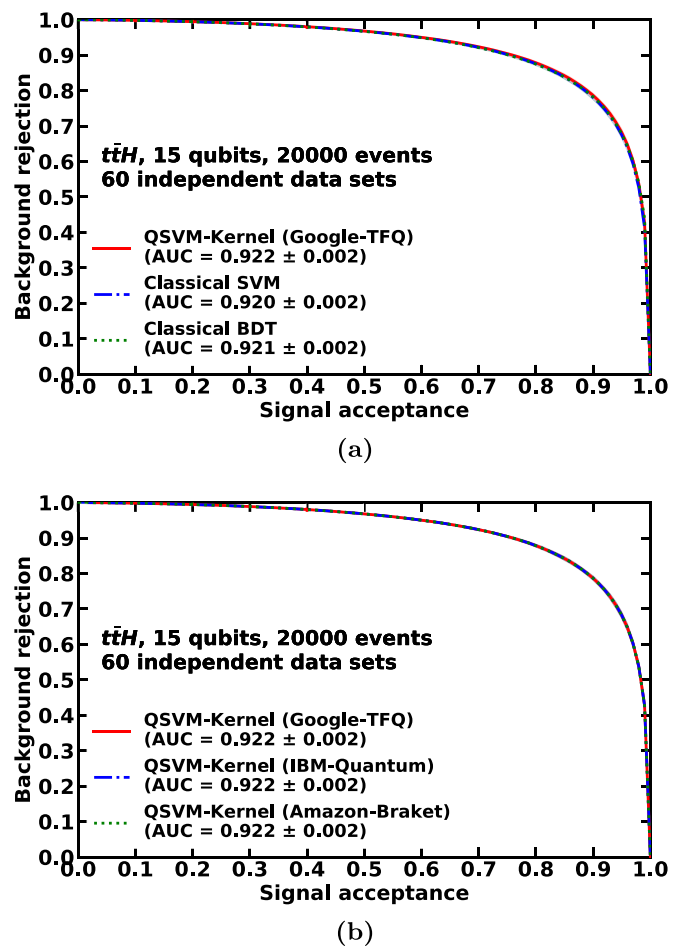 1.0
0.9
0.8
0.7
0.6
0.5
0.4
0.3
0.2
0.1
0.0
Background rejection
tt̄H, 15 qubits, 20000 events
60 independent data sets
QSVM-Kernel (Google-TFQ)
(AUC = 0.922 ± 0.002)
Classical SVM
(AUC = 0.920 ± 0.002)
Classical BDT
(AUC = 0.921 ± 0.002)
0.0 0.1 0.2 0.3 0.4 0.5 0.6 0.7 0.8 0.9 1.0
Signal acceptance
(a)
1.0
0.9
0.8
0.7
0.6
0.5
0.4
0.3
0.2
0.1
0.0
Background rejection
tt̄H, 15 qubits, 20000 events
60 independent data sets
QSVM-Kernel (Google-TFQ)
(AUC = 0.922 ± 0.002)
QSVM-Kernel (IBM-Quantum)
(AUC = 0.922 ± 0.002)
QSVM-Kernel (Amazon-Braket)
(AUC = 0.922 ± 0.002)
0.0 0.1 0.2 0.3 0.4 0.5 0.6 0.7 0.8 0.9 1.0
Signal acceptance
(b)